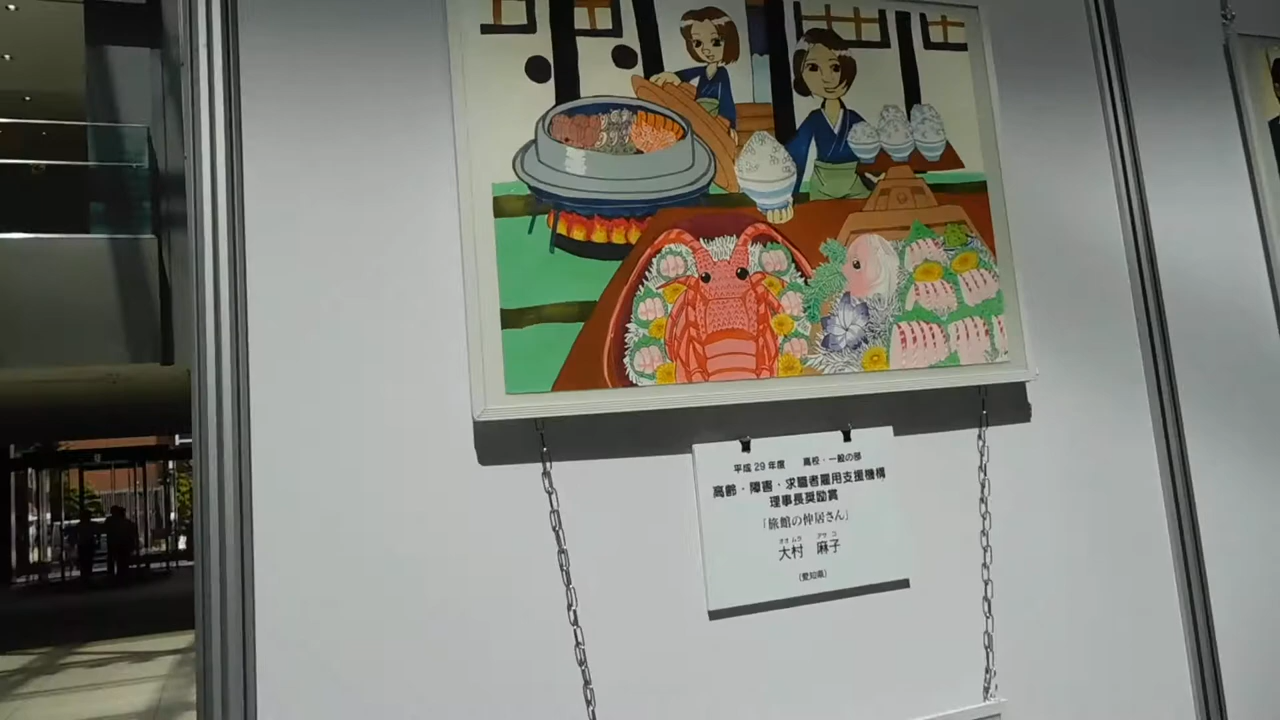 平成29年度　高校・一般の部
高齢・障害・求職者雇用支援機構
理事長奨励賞
「旅館の仲居さん」
オオムラ　アサコ
大村　麻子
（愛知県）